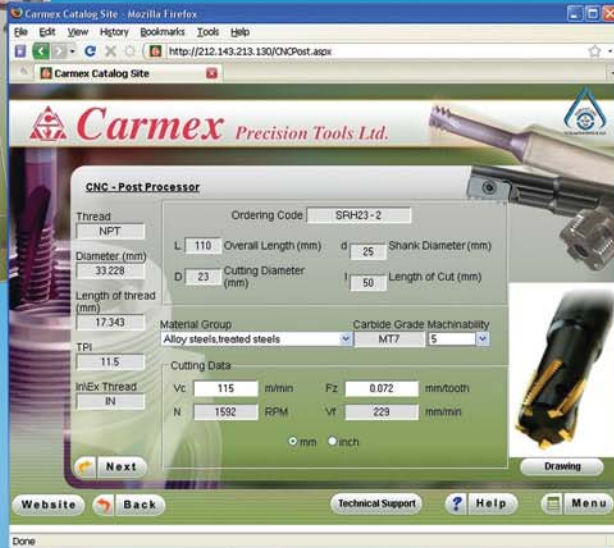 Carmex Catalog Site - Mozilla Firefox
File Edit View History Bookmarks Tools Help
http://212.143.213.130/CNCPost.aspx
Carmex Catalog Site
Carmex Precision Tools Ltd.
CNC - Post Processor
Thread
NPT
Ordering Code SRH23-2
L 110 Overall Length (mm) d 25 Shank Diameter(mm)
Diameter (mm)
33.228
D 23 Cutting Diameter (mm) l 50 Length of Cut (mm)
Length of thread (mm)
17.343
Material Group Carbide Grade Machinability
Alloy steels,treated steels MT7 5
TPI
11.5
Cutting Data
In\Ex Thread
IN
Vc 115 m/min Fz 0.072 mm/tooth
N 1592 RPM Vf 229 mm/min
mm inch
Next
Drawing
Website Back Technical Support ? Help Menu
Done